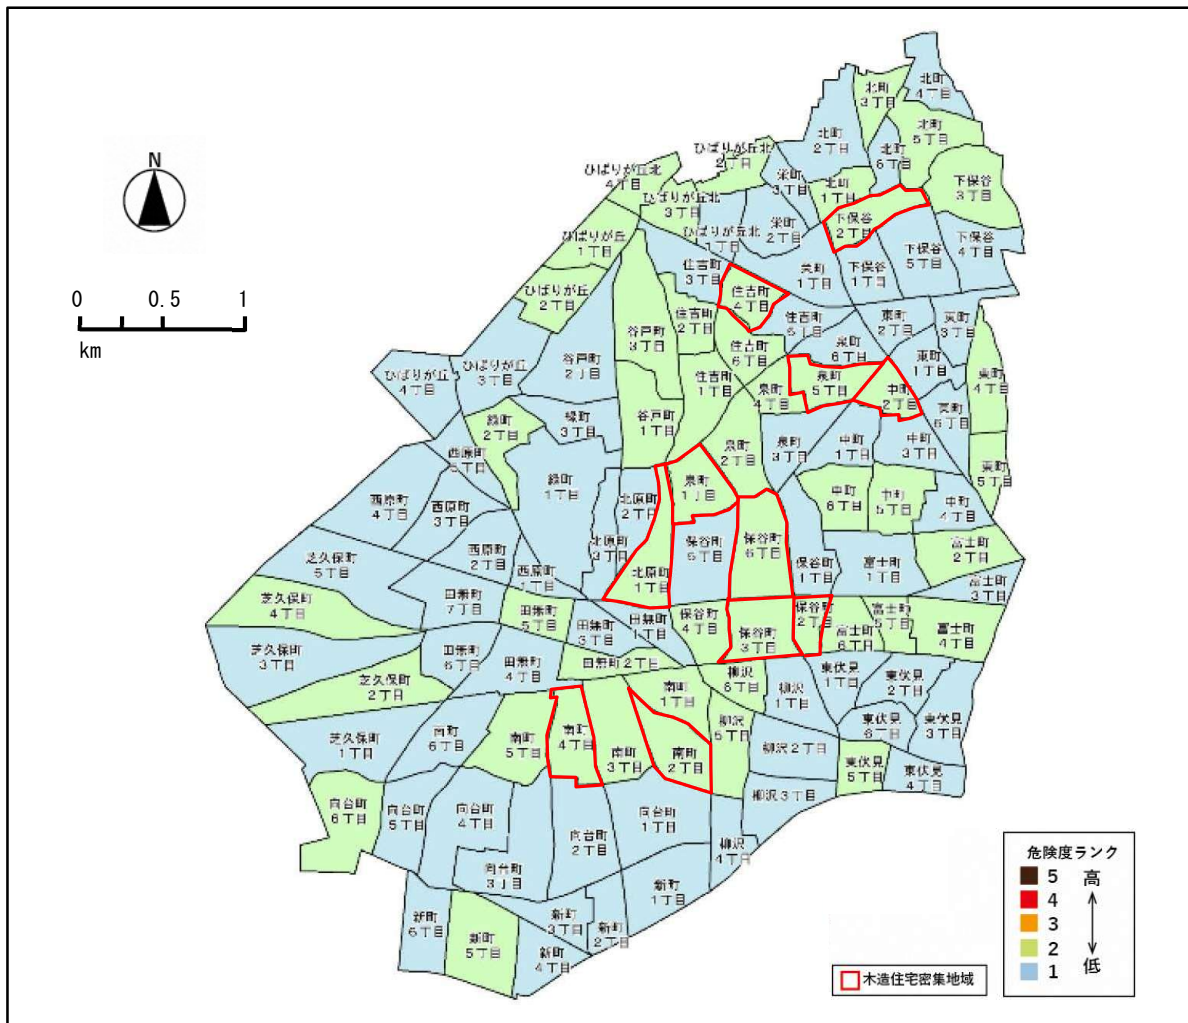 北町
4丁目
北町
3丁目
北町
5丁目
北町
2丁目
北町
6丁目
ひばりが丘北
2丁目
ひばりが丘北
4丁目
栄町
3丁目
北町
1丁目
下保谷
3丁目
ひばりが丘北
3丁目
下保谷
2丁目
ひばりが丘北
1丁目
栄町
2丁目
ひばりが丘
1丁目
下保谷
5丁目
下保谷
4丁目
住吉町
3丁目
栄町
1丁目
下保谷
1丁目
ひばりが丘
2丁目
住吉町
4丁目
住吉町
2丁目
住吉町
5丁目
東町
2丁目
東町
3丁目
谷戸町
3丁目
住吉町
6丁目
泉町
6丁目
谷戸町
2丁目
ひばりが丘
3丁目
ひばりが丘
4丁目
住吉町
1丁目
泉町
4丁目
泉町
5丁目
中町
2丁目
東町
1丁目
東町
4丁目
東町
6丁目
緑町
2丁目
緑町
3丁目
谷戸町
1丁目
泉町
2丁目
泉町
3丁目
中町
1丁目
中町
3丁目
西原町
5丁目
東町
5丁目
緑町
1丁目
北原町
2丁目
泉町
1丁目
中町
6丁目
中町
5丁目
中町
4丁目
西原町
4丁目
西原町
3丁目
北原町
3丁目
保谷町
5丁目
保谷町
6丁目
富士町
2丁目
芝久保町
5丁目
西原町
2丁目
西原町
1丁目
北原町
1丁目
保谷町
1丁目
富士町
1丁目
富士町
3丁目
芝久保町
4丁目
田無町
7丁目
田無町
5丁目
田無町
3丁目
田無町
1丁目
保谷町
4丁目
保谷町
3丁目
保谷町
2丁目
富士町
5丁目
富士町
6丁目
富士町
4丁目
芝久保町
3丁目
田無町
6丁目
田無町
4丁目
田無町2丁目
柳沢
6丁目
東伏見
1丁目
東伏見
2丁目
芝久保町
2丁目
南町
1丁目
柳沢
1丁目
南町
6丁目
南町
5丁目
南町
4丁目
南町
3丁目
南町
2丁目
柳沢
5丁目
東伏見
6丁目
東伏見
3丁目
芝久保町
1丁目
柳沢2丁目
東伏見
5丁目
東伏見
4丁目
向台町
6丁目
向台町
5丁目
向台町
4丁目
向台町
1丁目
柳沢3丁目
向台町
2丁目
柳沢
4丁目
向台町
3丁目
新町
1丁目
新町
6丁目
新町
3丁目
新町
2丁目
新町
5丁目
新町
4丁目
N
0 0.5 1
km
危険度ランク
5 高
4
3
2
1 低
木造住宅密集地域